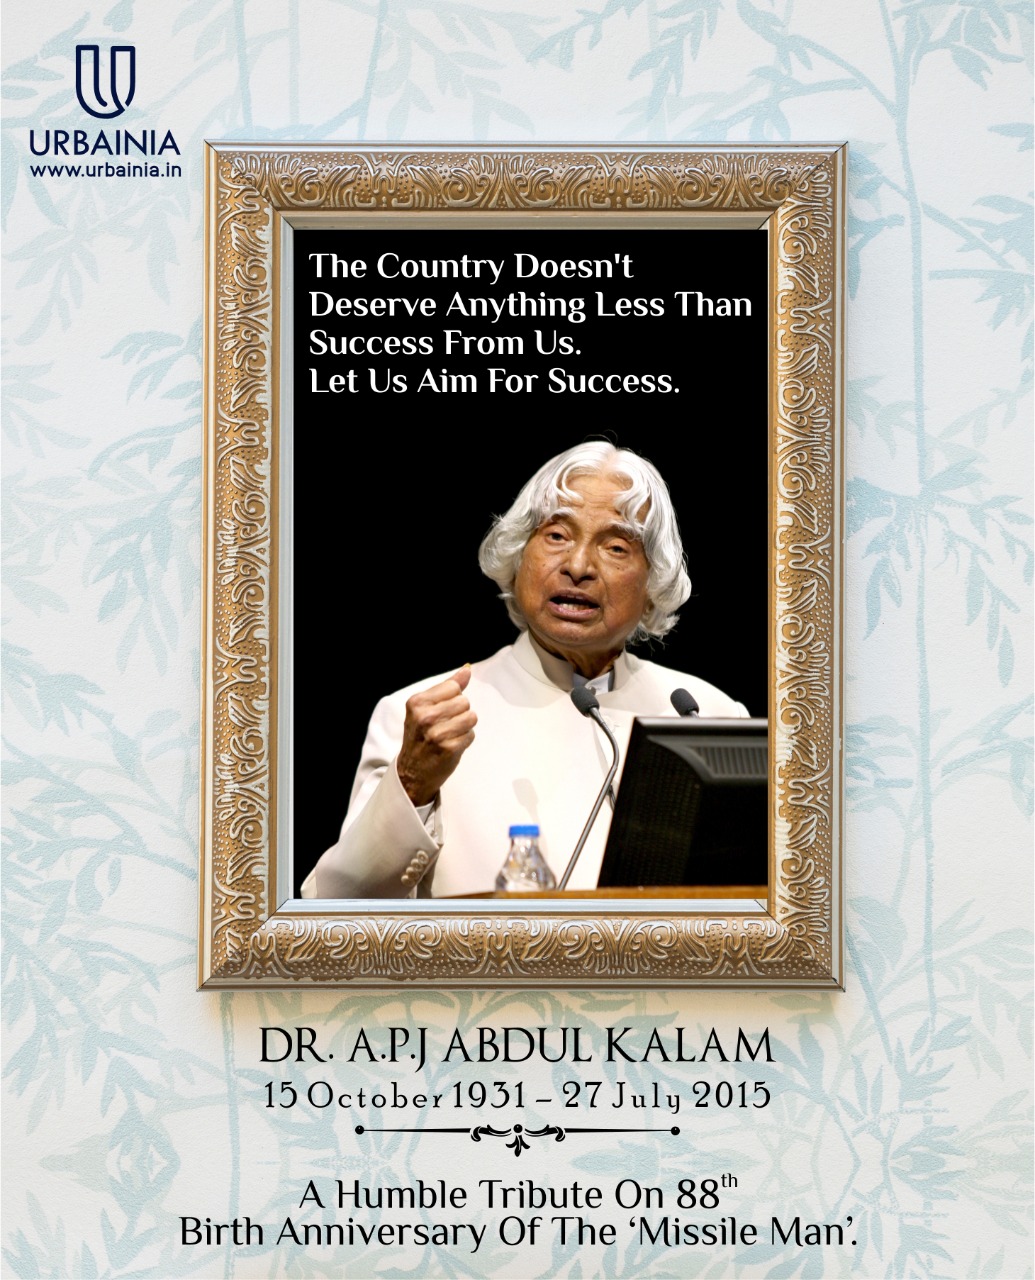 URBAINIA
www.urbainia.in
The Country Doesn't
Deserve Anything Less Than
Success From Us.
Let Us Aim For Success.
DR. A.P.J ABDUL KALAM
15 October 1931 – 27 July 2015
A Humble Tribute On 88th
Birth Anniversary Of The ‘Missile Man’.